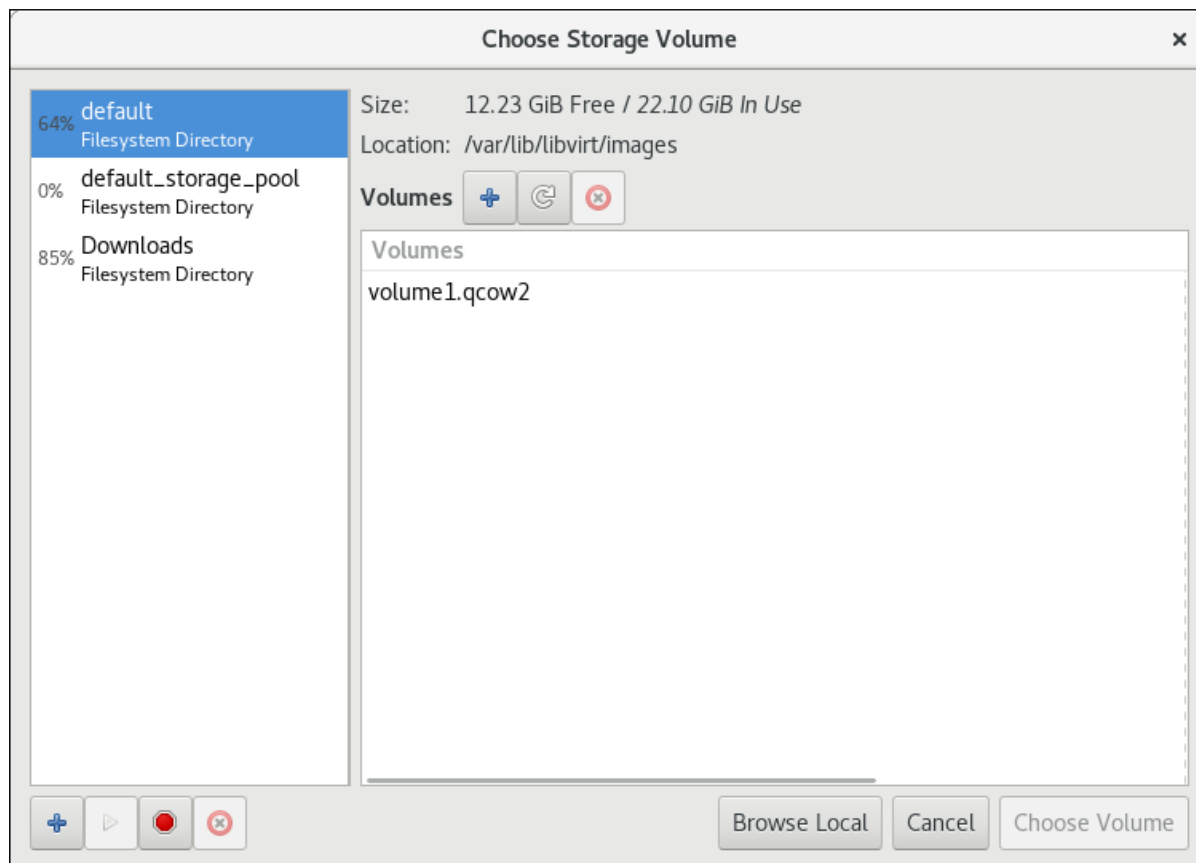 Choose Storage Volume
64% default
Filesystem Directory
0% default_storage_pool
Filesystem Directory
85% Downloads
Filesystem Directory
Size: 12.23 GiB Free / 22.10 GiB In Use
Location: /var/lib/libvirt/images
Volumes
Volumes
volume1.qcow2
Browse Local Cancel Choose Volume